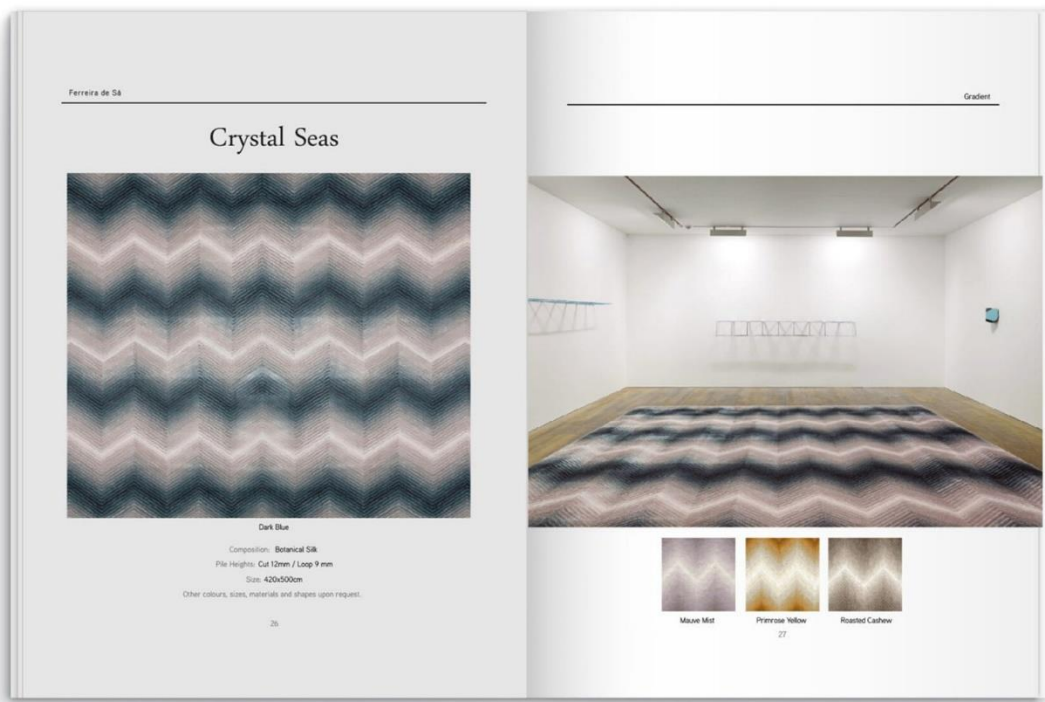 Ferreira de Sá
Crystal Seas
Dark Blue
Composition: Botanical Silk
Pile Heights: Cut 12mm / Loop 9 mm
Size: 420x500cm
Other colours, sizes, materials and shapes upon request.
26
Gradient
Mauve Mist
Primrose Yellow
Roasted Cashew
27